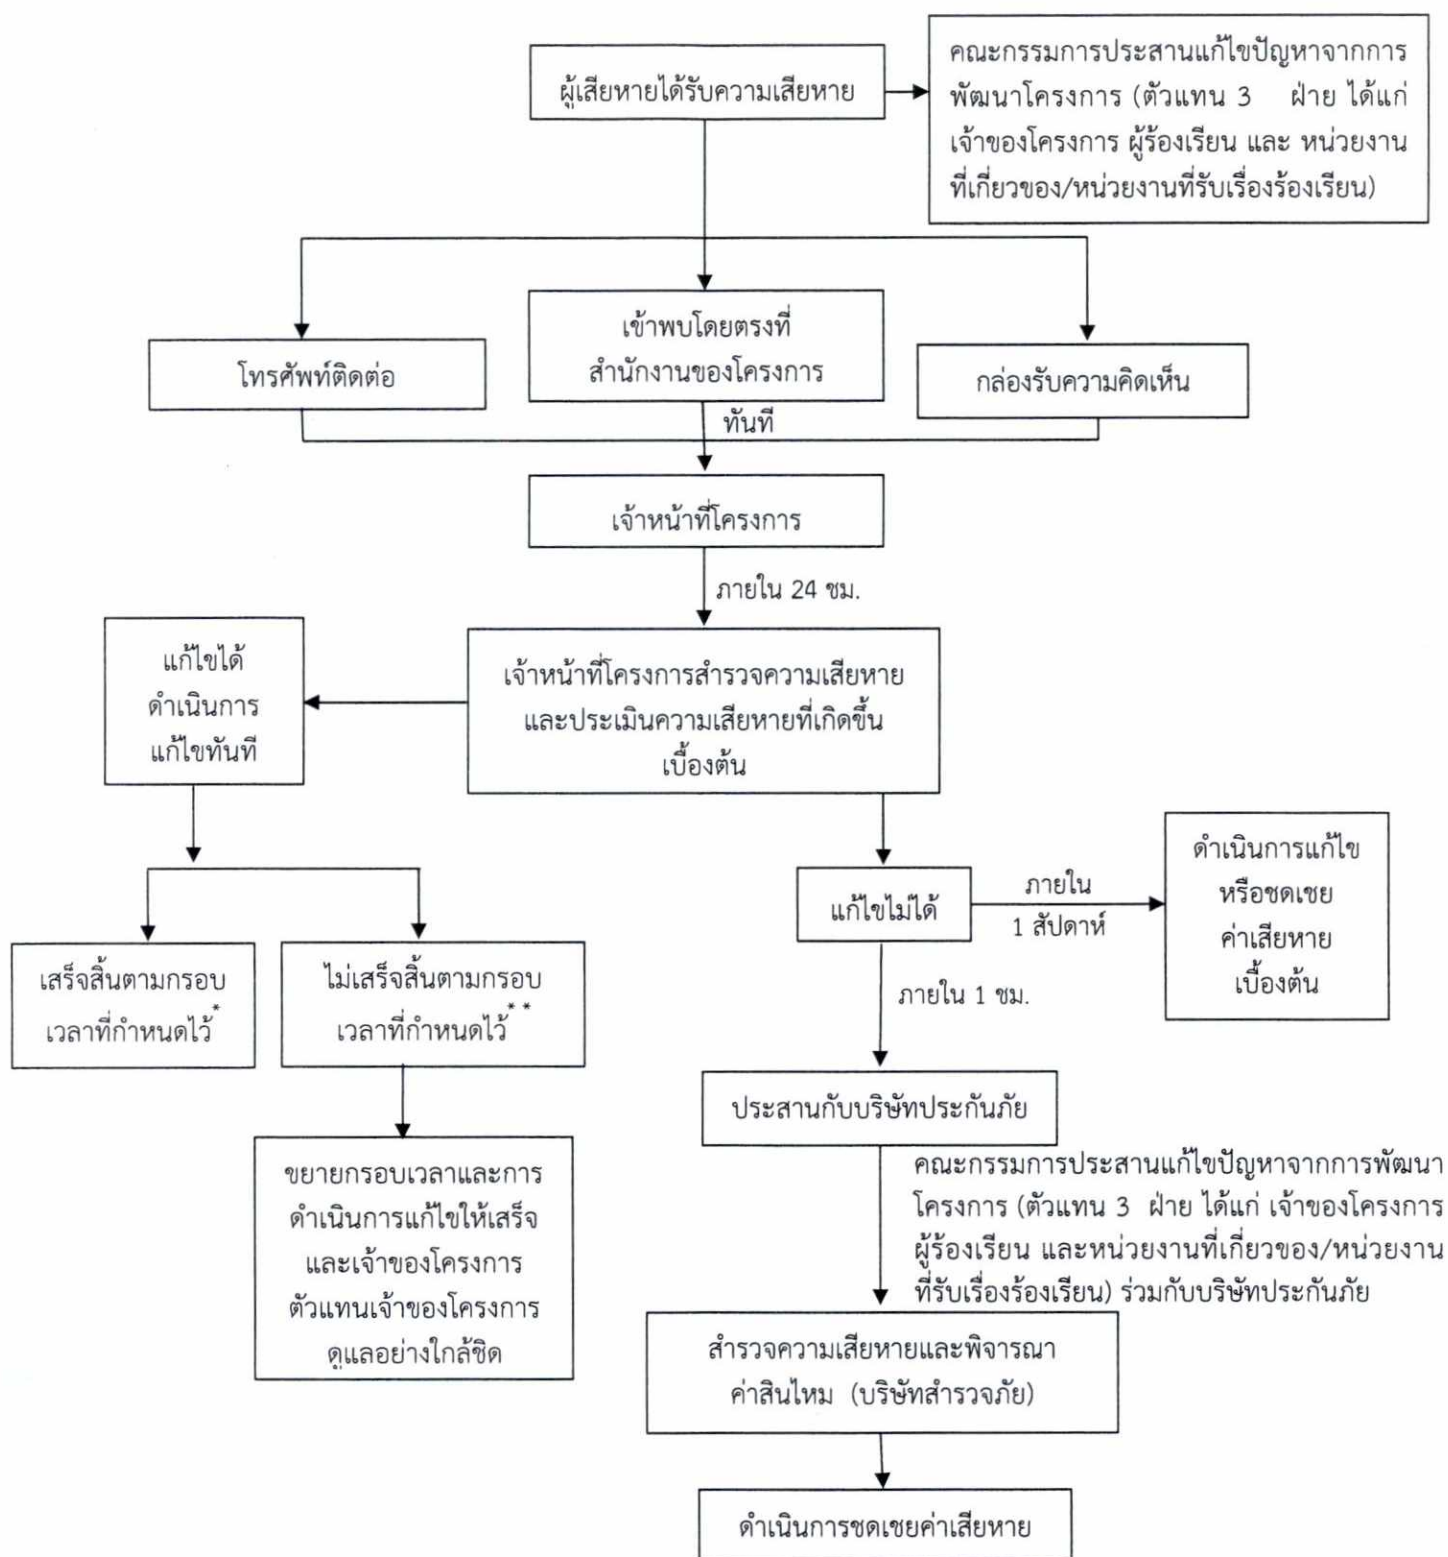 ผู้เสียหายได้รับความเสียหาย
คณะกรรมการประสานแก้ไขปัญหาจากการ
พัฒนาโครงการ (ตัวแทน 3 ฝ่าย ได้แก่
เจ้าของโครงการ ผู้ร้องเรียน และ หน่วยงาน
ที่เกี่ยวของ/หน่วยงานที่รับเรื่องร้องเรียน)
โทรศัพท์ติดต่อ
เข้าพบโดยตรงที่
สำนักงานของโครงการ
กล่องรับความคิดเห็น
ทันที
เจ้าหน้าที่โครงการ
ภายใน 24 ชม.
แก้ไขได้
ดำเนินการ
แก้ไขทันที
เจ้าหน้าที่โครงการสำรวจความเสียหาย
และประเมินความเสียหายที่เกิดขึ้น
เบื้องต้น
แก้ไขไม่ได้
ภายใน
1 สัปดาห์
ดำเนินการแก้ไข
หรือชดเชย
ค่าเสียหาย
เบื้องต้น
เสร็จสิ้นตามกรอบ
เวลาที่กำหนดไว้*
ไม่เสร็จสิ้นตามกรอบ
เวลาที่กำหนดไว้**
ภายใน 1 ชม.
ประสานกับบริษัทประกันภัย
ขยายกรอบเวลาและการ
ดำเนินการแก้ไขให้เสร็จ
และเจ้าของโครงการ
ตัวแทนเจ้าของโครงการ
ดูแลอย่างใกล้ชิด
คณะกรรมการประสานแก้ไขปัญหาจากการพัฒนา
โครงการ (ตัวแทน 3 ฝ่าย ได้แก่ เจ้าของโครงการ
ผู้ร้องเรียน และหน่วยงานที่เกี่ยวของ/หน่วยงาน
ที่รับเรื่องร้องเรียน) ร่วมกับบริษัทประกันภัย
สำรวจความเสียหายและพิจารณา
ค่าสินไหม (บริษัทสำรวจภัย)
ดำเนินการชดเชยค่าเสียหาย